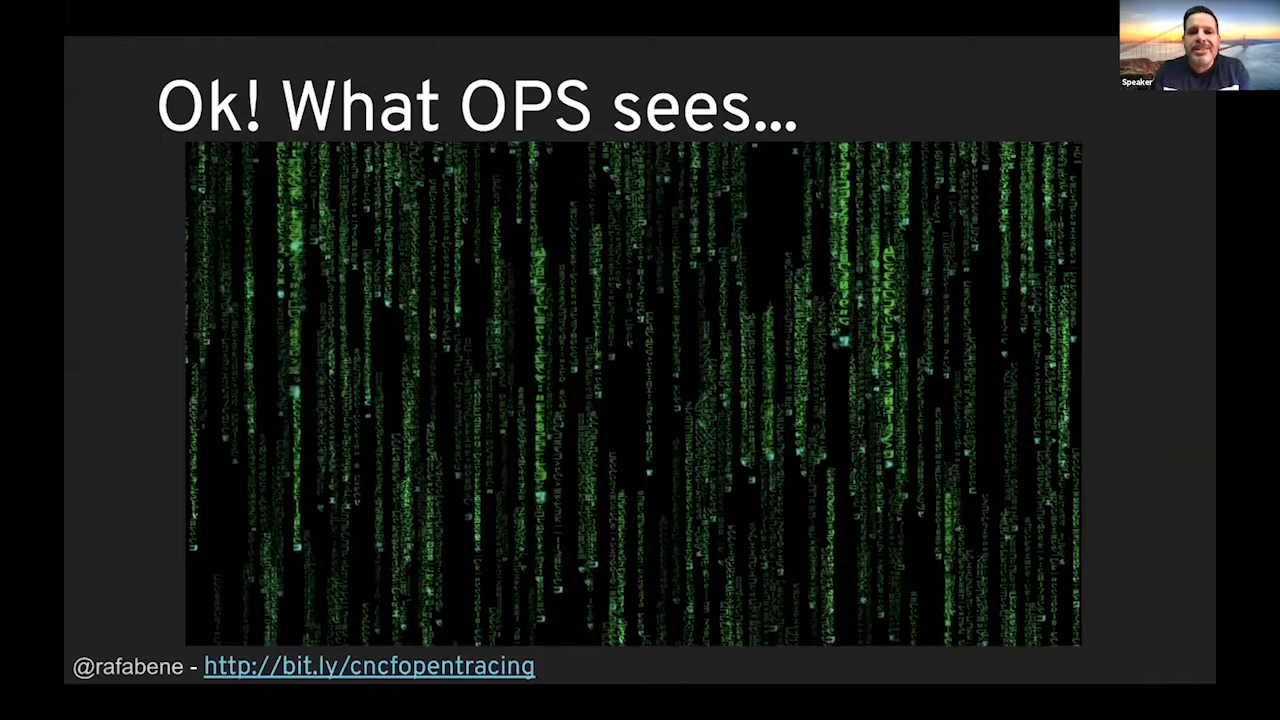 Ok! What OPS sees...
Speaker
@rafabene - http://bit.ly/cncfopentracing